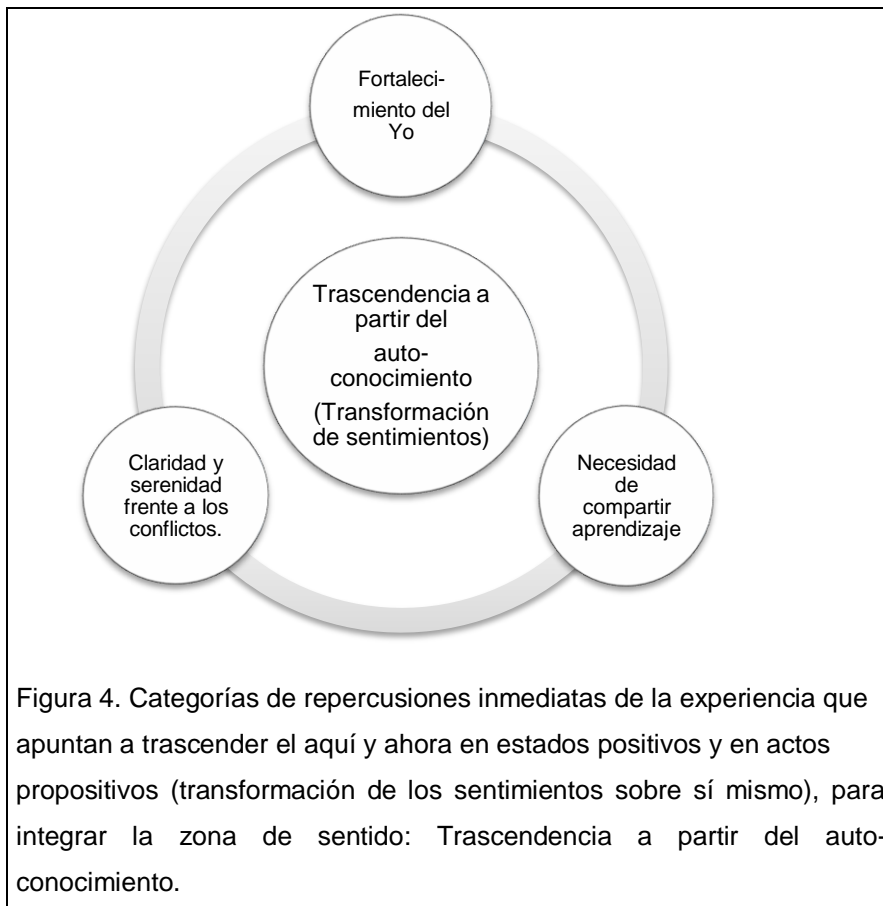 Fortaleci-
miento del
Yo
Trascendencia a
partir del
auto-
conocimiento
(Transformación
de sentimientos)
Claridad y
serenidad
frente a los
conflictos.
Necesidad
de
compartir
aprendizaje
Figura 4. Categorías de repercusiones inmediatas de la experiencia que
apuntan a trascender el aquí y ahora en estados positivos y en actos
propositivos (transformación de los sentimientos sobre sí mismo), para
integrar la zona de sentido: Trascendencia a partir del auto-
conocimiento.